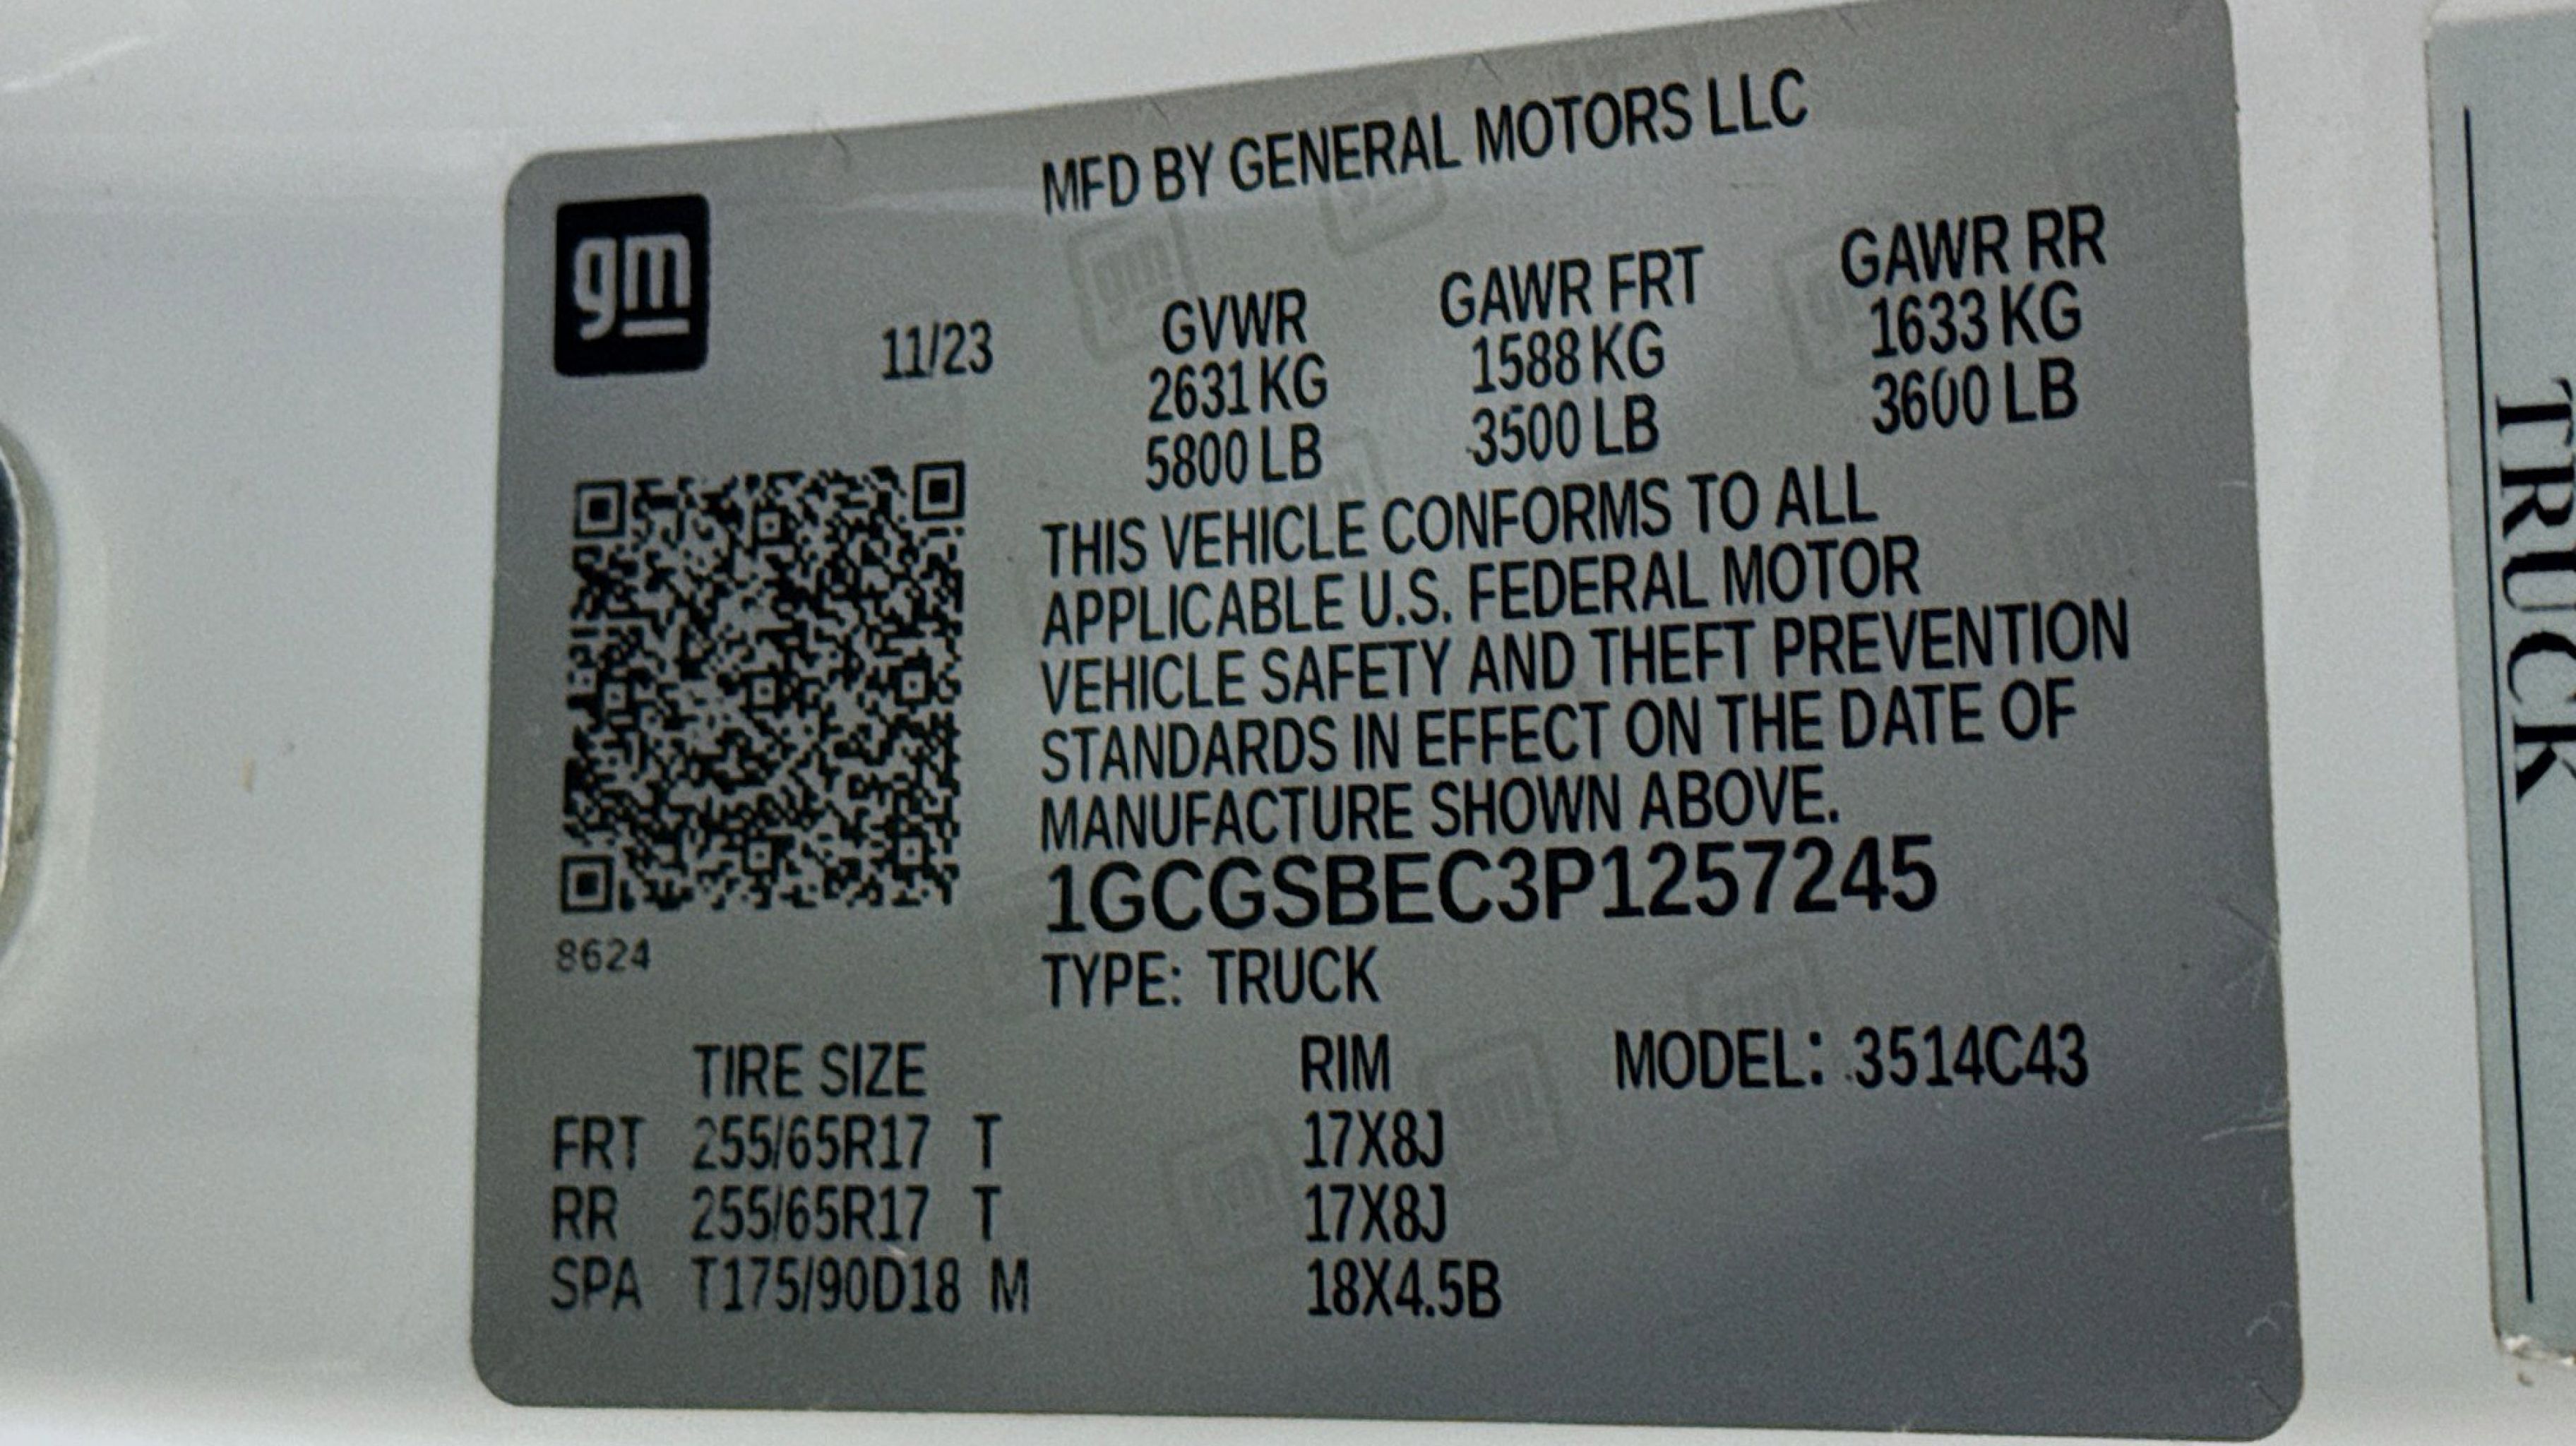 MFD BY GENERAL MOTORS LLC
gm
11/23
GVWR GAWR FRT GAWR RR
2631 KG 1588 KG 1633 KG
5800 LB 3500 LB 3600 LB
THIS VEHICLE CONFORMS TO ALL
APPLICABLE U.S. FEDERAL MOTOR
VEHICLE SAFETY AND THEFT PREVENTION
STANDARDS IN EFFECT ON THE DATE OF
MANUFACTURE SHOWN ABOVE.
1GCGSBEC3P1257245
8624
TYPE: TRUCK
TIRE SIZE RIM MODEL: 3514C43
FRT 255/65R17 T 17X8J
RR 255/65R17 T 17X8J
SPA T175/90D18 M 18X4.5B
TRUCK